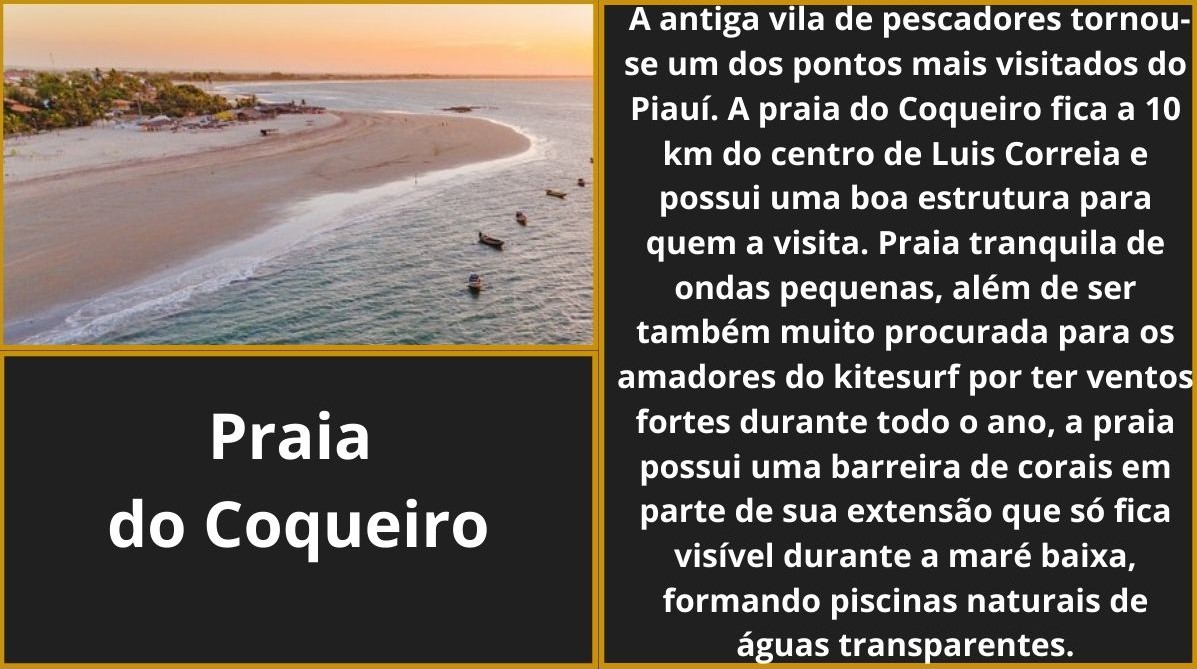 Praia
do Coqueiro
A antiga vila de pescadores tornou-
se um dos pontos mais visitados do
Piauí. A praia do Coqueiro fica a 10
km do centro de Luis Correia e
possui uma boa estrutura para
quem a visita. Praia tranquila de
ondas pequenas, além de ser
também muito procurada para os
amadores do kitesurf por ter ventos
fortes durante todo o ano, a praia
possui uma barreira de corais em
parte de sua extensão que só fica
visível durante a maré baixa,
formando piscinas naturais de
águas transparentes.